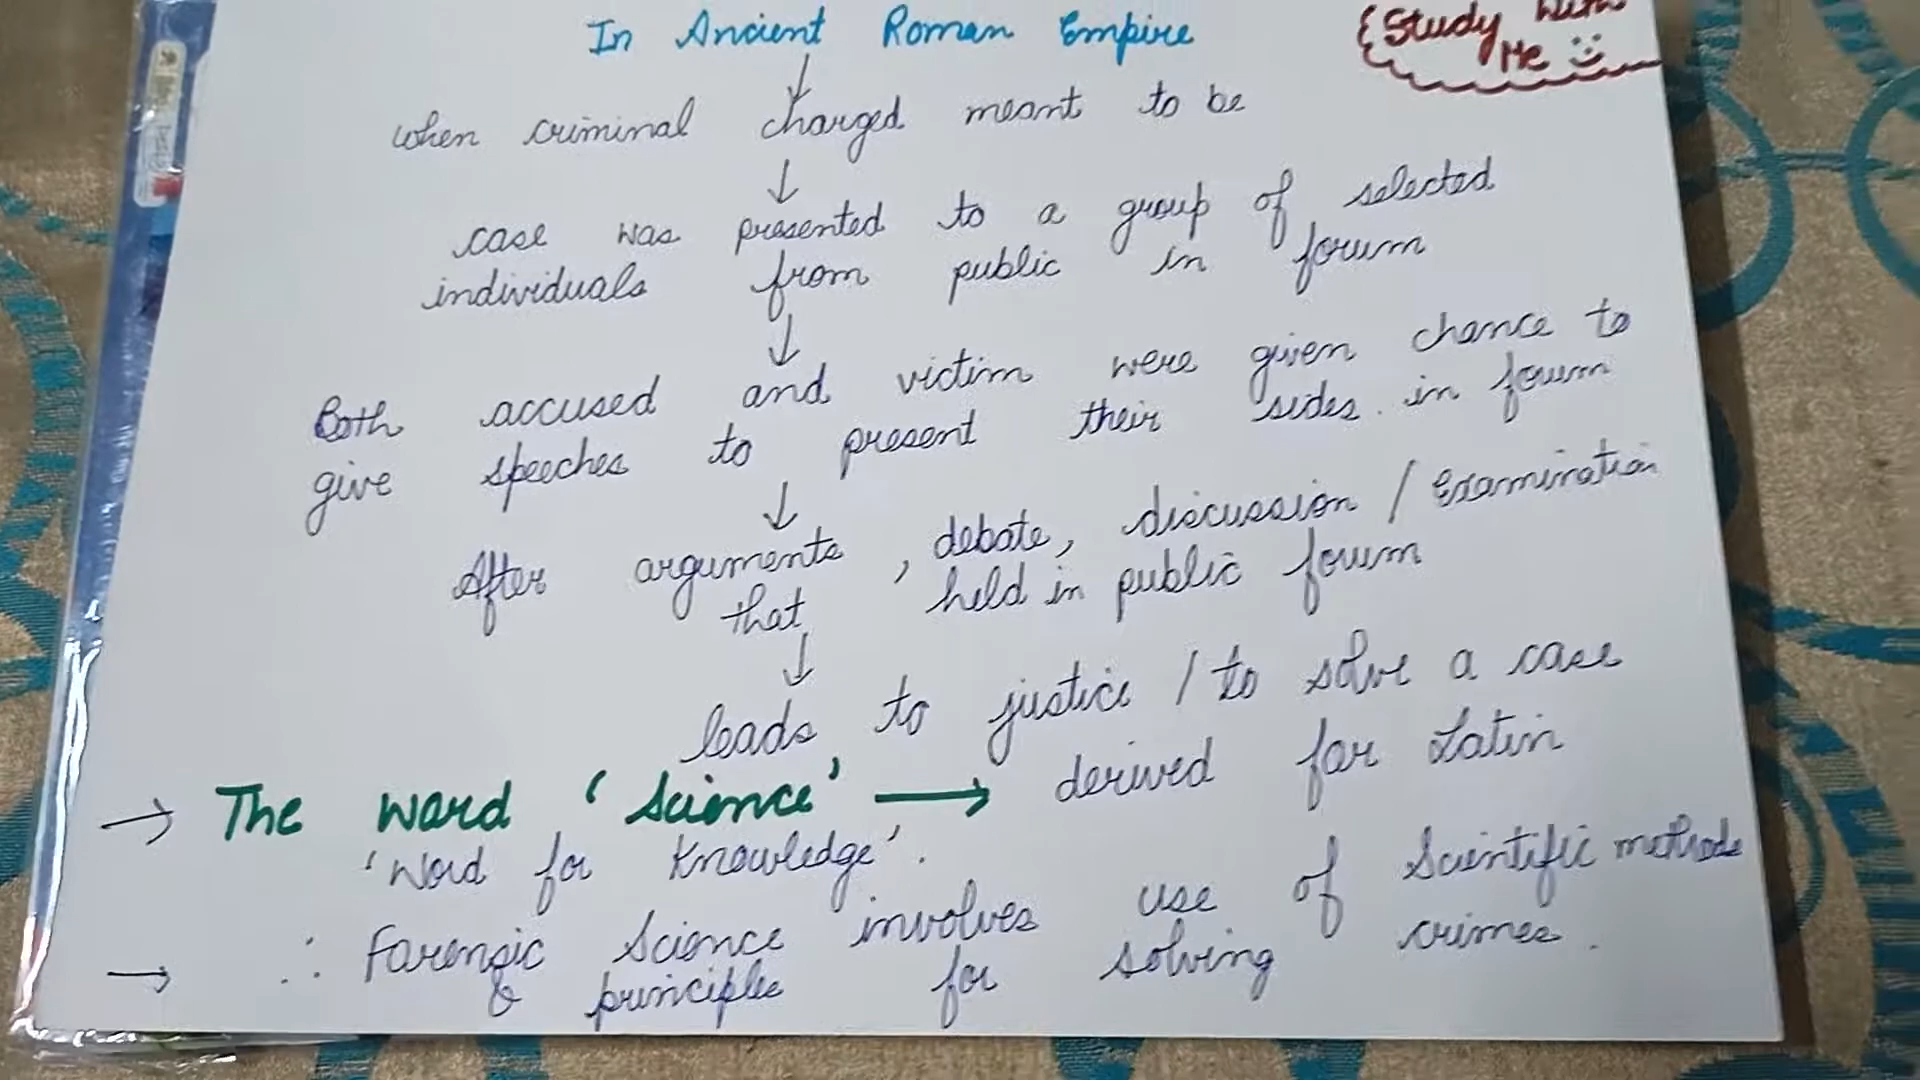 In Ancient Roman Empire
{Study With
Me
when criminal charged meant to be
case was presented to a group of selected
individuals from public in forum
Both accused and victim were given chance to
give speeches to present their sides in forum
After arguments, debate, discussion / Examination
that held in public forum
leads to justice / to solve a case
→ The word 'Science' → derived for Latin
'Word for Knowledge'.
→ ∴ Forensic Science involves use of Scientific methods
& principles for solving crimes.